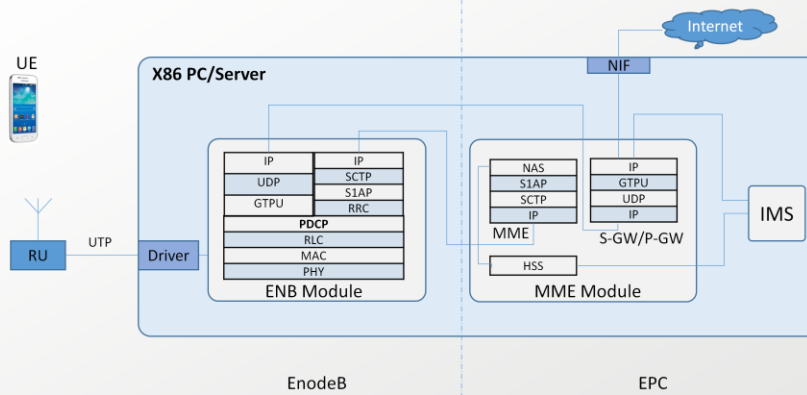 Internet
UE
X86 PC/Server
NIF
IP
UDP
GTPU
IP
SCTP
S1AP
RRC
PDCP
RLC
MAC
PHY
ENB Module
NAS
S1AP
SCTP
IP
MME
IP
GTPU
UDP
IP
S-GW/P-GW
HSS
MME Module
IMS
RU
UTP
Driver
EnodeB
EPC